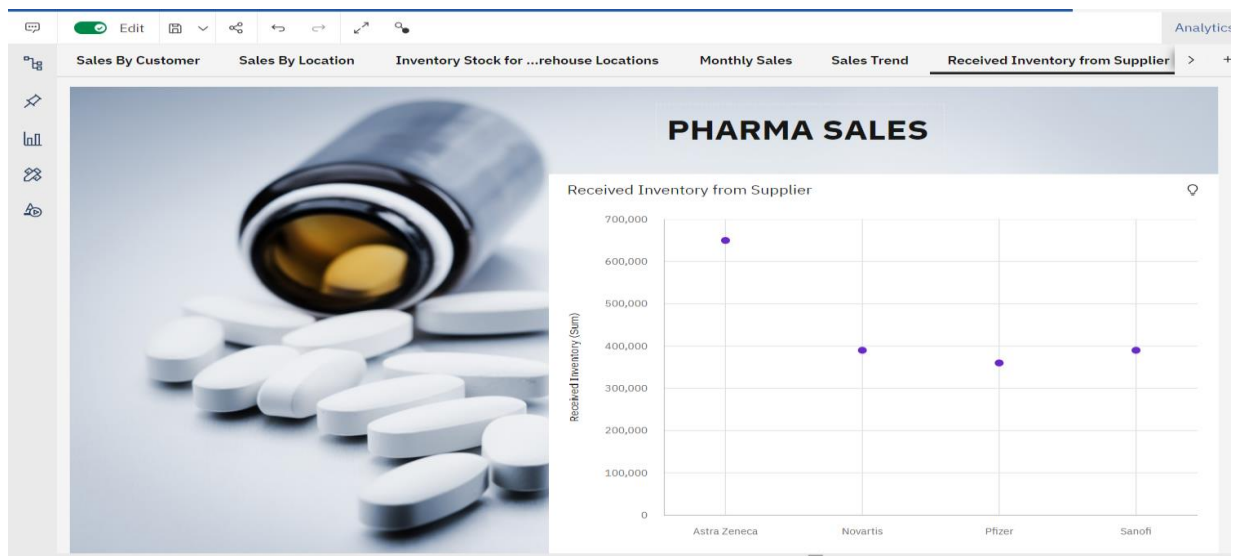 Edit
Analytics
Sales By Customer Sales By Location Inventory Stock for ...rehouse Locations Monthly Sales Sales Trend Received Inventory from Supplier
PHARMA SALES
Received Inventory from Supplier
700,000
600,000
500,000
400,000
300,000
200,000
100,000
0
Received Inventory (Sum)
Astra Zeneca Novartis Pfizer Sanofi